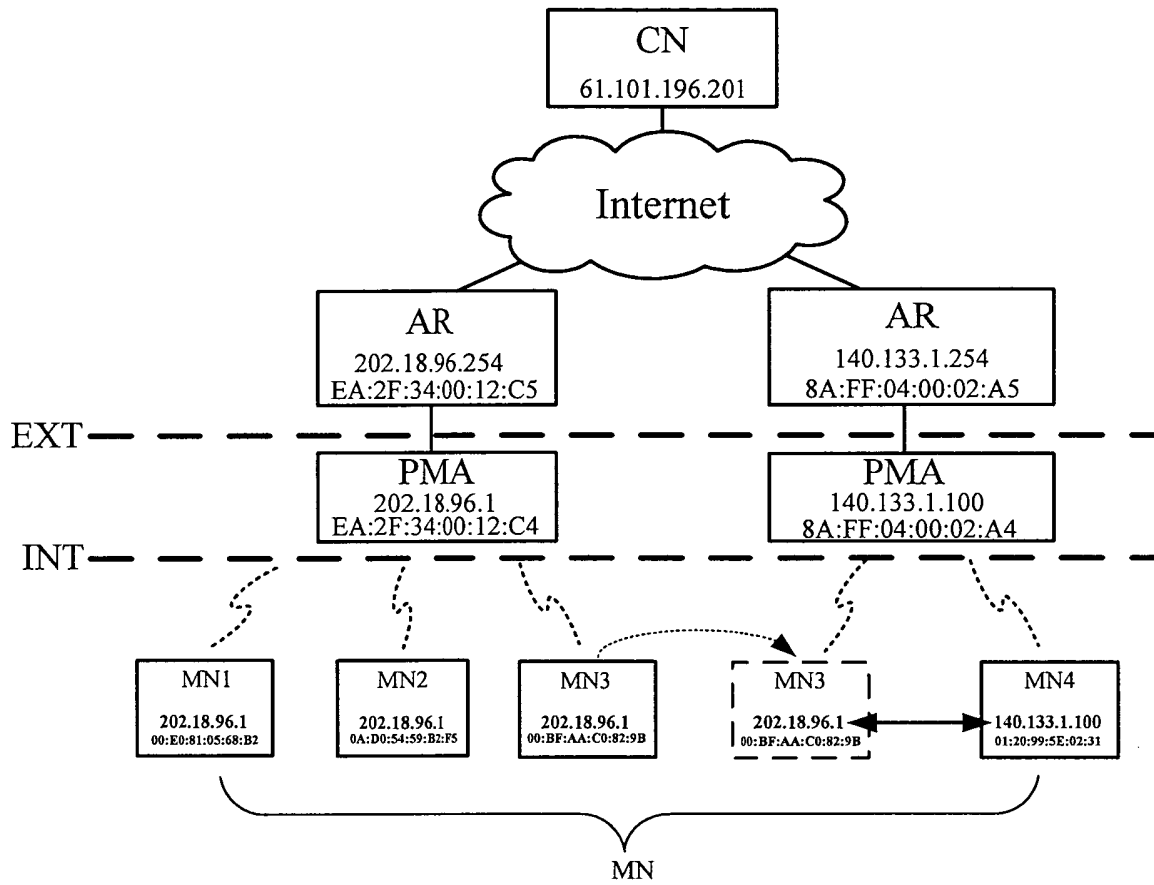 CN
61.101.196.201
Internet
AR
202.18.96.254
EA:2F:34:00:12:C5
AR
140.133.1.254
8A:FF:04:00:02:A5
EXT
PMA
202.18.96.1
EA:2F:34:00:12:C4
PMA
140.133.1.100
8A:FF:04:00:02:A4
INT
MN1
202.18.96.1
00:E0:81:05:68:B2
MN2
202.18.96.1
0A:D0:54:59:B2:F5
MN3
202.18.96.1
00:BF:AA:C0:82:9B
MN3
202.18.96.1
00:BF:AA:C0:82:9B
MN4
140.133.1.100
01:20:99:5E:02:31
MN